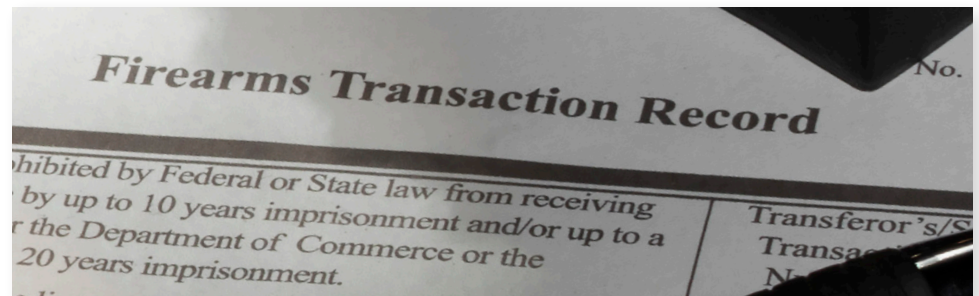 No.
Firearms Transaction Record
hibited by Federal or State law from receiving
by up to 10 years imprisonment and/or up to a
r the Department of Commerce or the
20 years imprisonment.
Transferor's/S
Transac